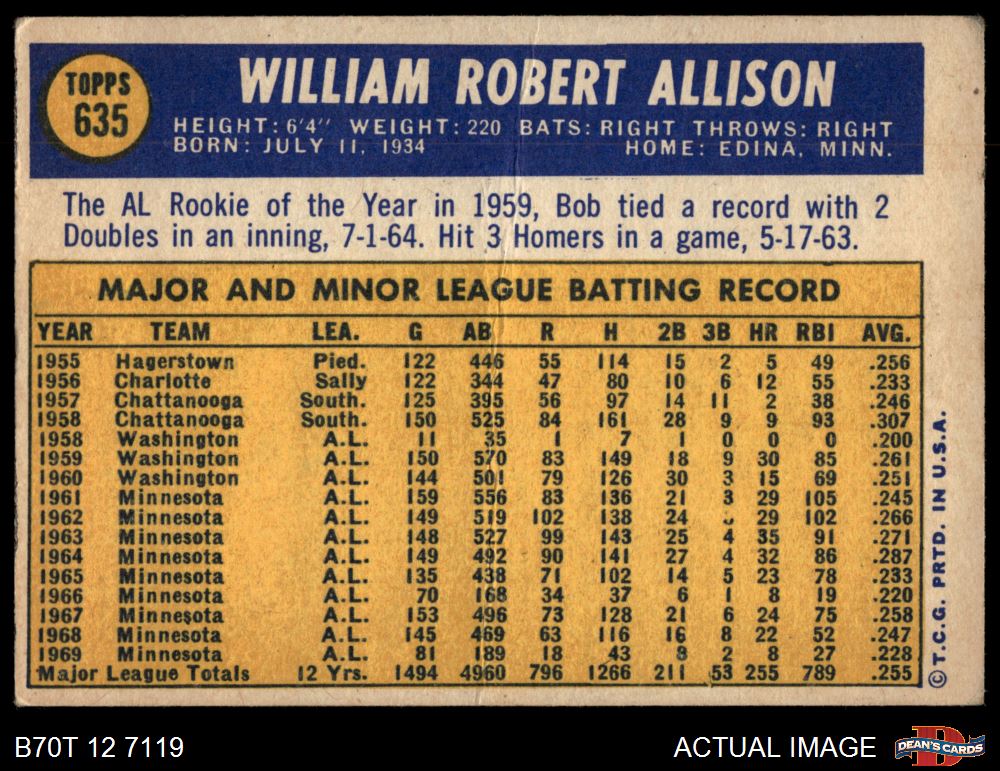 TOPPS
635
WILLIAM ROBERT ALLISON
HEIGHT: 6'4" WEIGHT: 220 BATS: RIGHT THROWS: RIGHT
BORN: JULY 11, 1934 HOME: EDINA, MINN.
The AL Rookie of the Year in 1959, Bob tied a record with 2
Doubles in an inning, 7-1-64. Hit 3 Homers in a game, 5-17-63.
MAJOR AND MINOR LEAGUE BATTING RECORD
YEAR TEAM LEA. G AB R H 2B 3B HR RBI AVG.
1955 Hagerstown Pied. 122 446 55 114 15 2 5 49 .256
1956 Charlotte Sally 122 344 47 80 10 6 12 55 .233
1957 Chattanooga South. 125 395 56 97 14 11 2 38 .246
1958 Chattanooga South. 150 525 84 161 28 9 9 93 .307
1958 Washington A.L. 11 35 1 7 1 0 0 0 .200
1959 Washington A.L. 150 570 83 149 18 9 30 85 .261
1960 Washington A.L. 144 501 79 126 30 3 15 69 .251
1961 Minnesota A.L. 159 556 83 136 21 3 29 105 .245
1962 Minnesota A.L. 149 519 102 138 24 29 102 .266
1963 Minnesota A.L. 148 527 99 143 25 4 35 91 .271
1964 Minnesota A.L. 149 492 90 141 27 4 32 86 .287
1965 Minnesota A.L. 135 438 71 102 14 5 23 78 .233
1966 Minnesota A.L. 70 168 34 37 6 1 8 19 .220
1967 Minnesota A.L. 153 496 73 128 21 6 24 75 .258
1968 Minnesota A.L. 145 469 63 116 16 8 22 52 .247
1969 Minnesota A.L. 81 189 18 43 8 2 8 27 .228
Major League Totals 12 Yrs. 1494 4960 796 1266 211 53 255 789 .255
© T.C.G. PRTD. IN U.S.A.
B70T 12 7119
ACTUAL IMAGE
D
DEAN'S CARDS